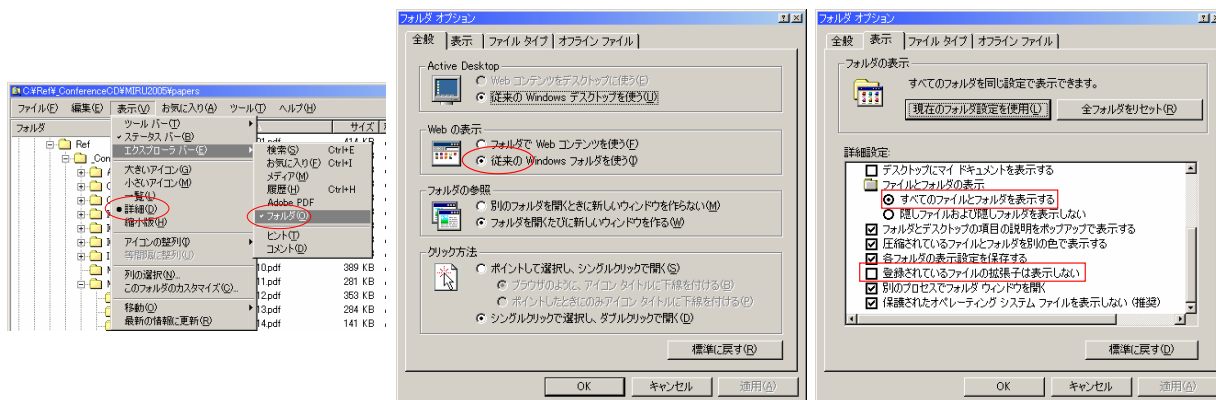 C:¥Ref¥_ConferenceCD¥MIRU2005¥papers
ファイル(F) 編集(E) 表示(V) お気に入り(A) ツール(T) ヘルプ(H)
フォルダ
サイズ
Ref
ツール バー(T)
ステータス バー(B)
エクスプローラ バー(E)
大きいアイコン(G)
小さいアイコン(M)
一覧(L)
詳細(D)
縮小版(H)
アイコンの整列(I)
等間隔に整列(U)
列の選択(N)...
このフォルダのカスタマイズ(C)...
移動(O)
最新の情報に更新(R)
検索(S) Ctrl+E
お気に入り(F) Ctrl+I
メディア(M)
履歴(H) Ctrl+H
Adobe PDF
フォルダ(O)
ヒント(T)
コメント(D)
414 KB
10.pdf 389 KB
11.pdf 281 KB
12.pdf 353 KB
13.pdf 284 KB
14.pdf 141 KB
フォルダ オプション
全般 表示 ファイル タイプ オフライン ファイル
Active Desktop
Web コンテンツをデスクトップに使う(E)
従来の Windows デスクトップを使う(U)
Web の表示
フォルダで Web コンテンツを使う(E)
従来の Windows フォルダを使う(I)
フォルダの参照
別のフォルダを開くときに新しいウィンドウを作らない(M)
フォルダを開くたびに新しいウィンドウを作る(W)
クリック方法
ポイントして選択し、シングルクリックで開く(S)
ブラウザのように、アイコン タイトルに下線を付ける(B)
ポイントしたときにのみアイコン タイトルに下線を付ける(P)
シングルクリックで選択し、ダブルクリックで開く(D)
標準に戻す(R)
OK キャンセル 適用(A)
フォルダ オプション
全般 表示 ファイル タイプ オフライン ファイル
フォルダの表示
すべてのフォルダを同じ設定で表示できます。
現在のフォルダ設定を使用(L) 全フォルダをリセット(R)
詳細設定:
デスクトップにマイ ドキュメントを表示する
ファイルとフォルダの表示
すべてのファイルとフォルダを表示する
隠しファイルおよび隠しフォルダを表示しない
フォルダとデスクトップの項目の説明をポップアップで表示する
圧縮されているファイルとフォルダを別の色で表示する
各フォルダの表示設定を保存する
登録されているファイルの拡張子は表示しない
別のプロセスでフォルダ ウィンドウを開く
保護されたオペレーティング システム ファイルを表示しない (推奨)
標準に戻す(D)
OK キャンセル 適用(A)